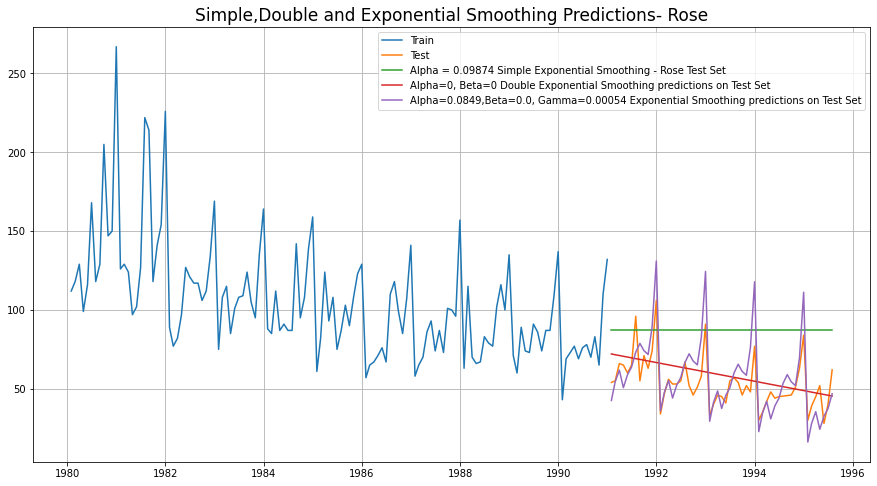 Simple,Double and Exponential Smoothing Predictions- Rose
Train
Test
Alpha = 0.09874 Simple Exponential Smoothing - Rose Test Set
Alpha=0, Beta=0 Double Exponential Smoothing predictions on Test Set
Alpha=0.0849,Beta=0.0, Gamma=0.00054 Exponential Smoothing predictions on Test Set
250
200
150
100
50
1980 1982 1984 1986 1988 1990 1992 1994 1996